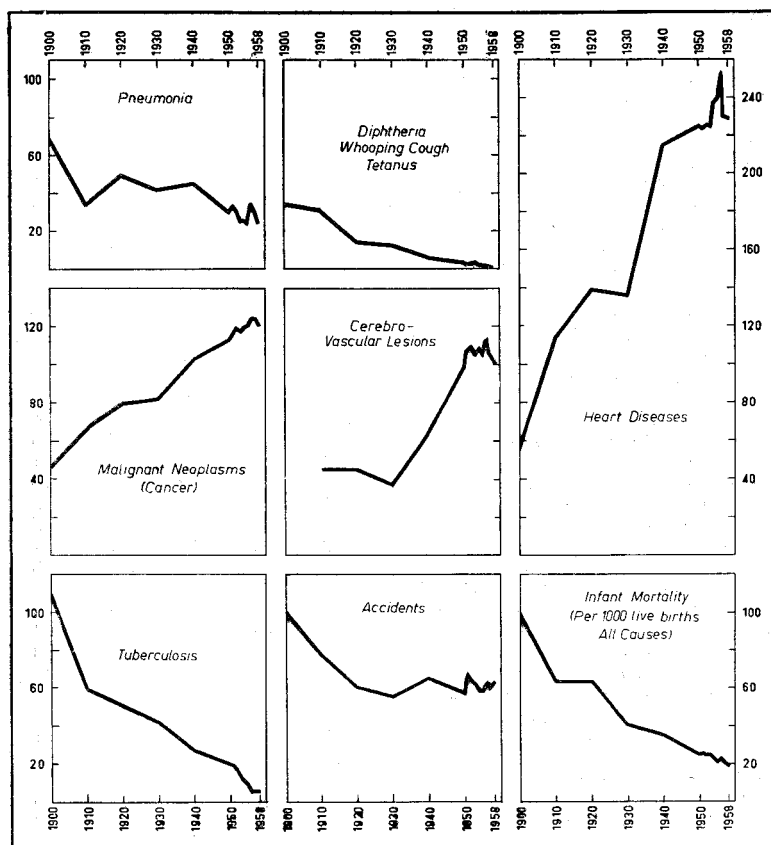 1900 1910 1920 1930 1940 1950 1958
1900 1910 1920 1930 1940 1950 1958
1900 1910 1920 1930 1940 1950 1958
100
60
20
Pneumonia
Diphtheria
Whooping Cough
Tetanus
240
200
160
120
80
40
Heart Diseases
120
80
40
Malignant Neoplasms
(Cancer)
Cerebro-
Vascular Lesions
100
60
20
Tuberculosis
Accidents
Infant Mortality
(Per 1000 live births
All Causes)
100
60
20
1900 1910 1920 1930 1940 1950 1958
1900 1910 1920 1930 1940 1950 1958
1900 1910 1920 1930 1940 1950 1958